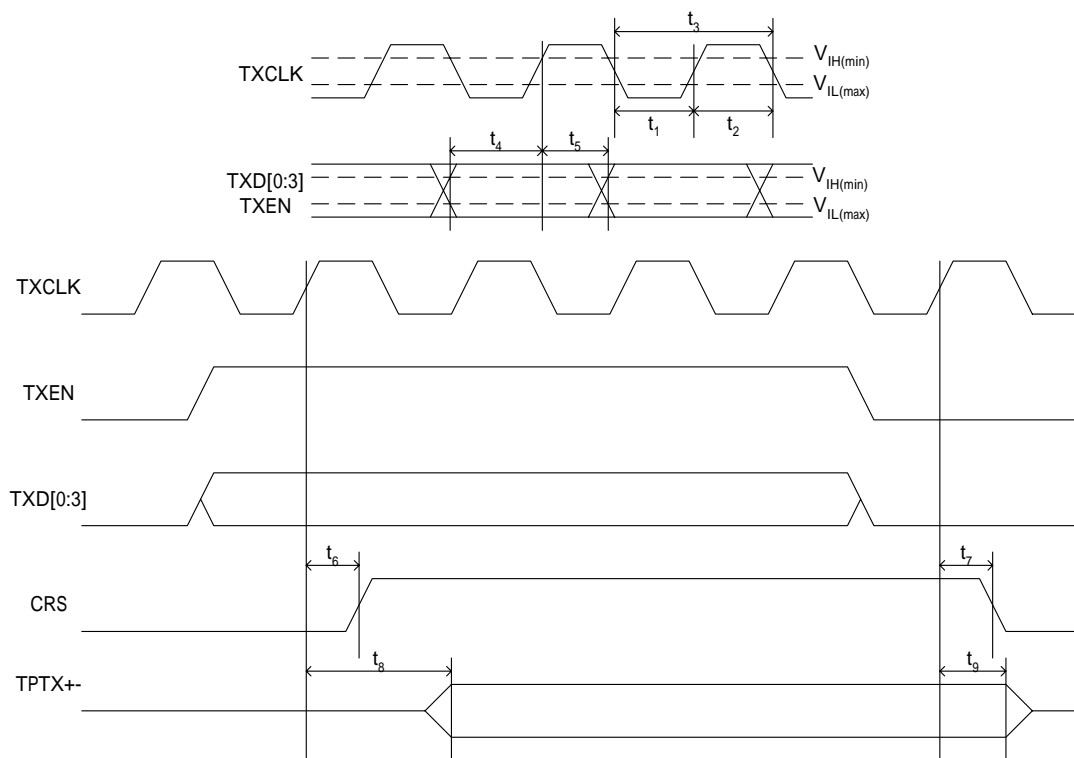 t3
TXCLK
VIH(min)
VIL(max)
t1
t2
t4
t5
TXD[0:3]
TXEN
VIH(min)
VIL(max)
TXCLK
TXEN
TXD[0:3]
t6
t7
CRS
t8
t9
TPTX+-